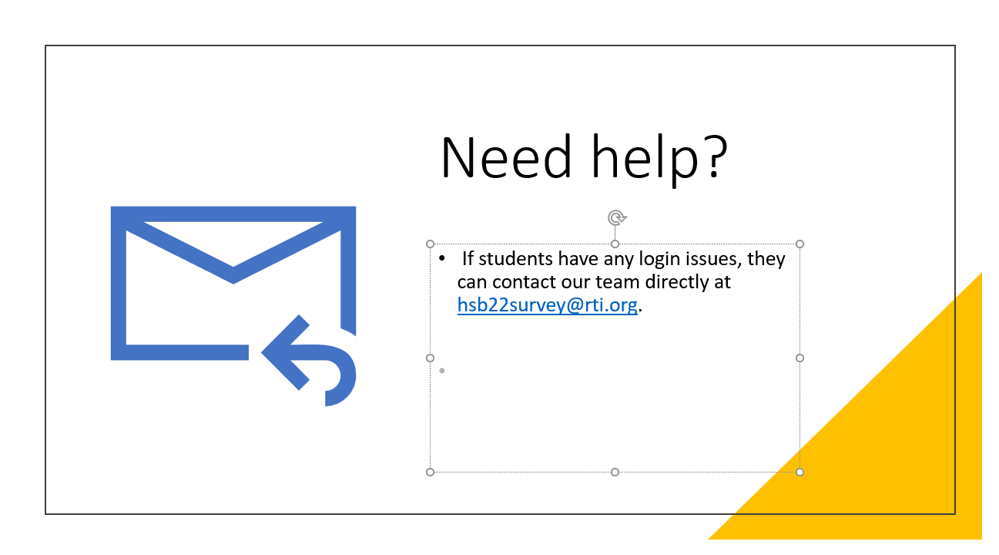 Need help?
• If students have any login issues, they
can contact our team directly at
hsb22survey@rti.org.
•